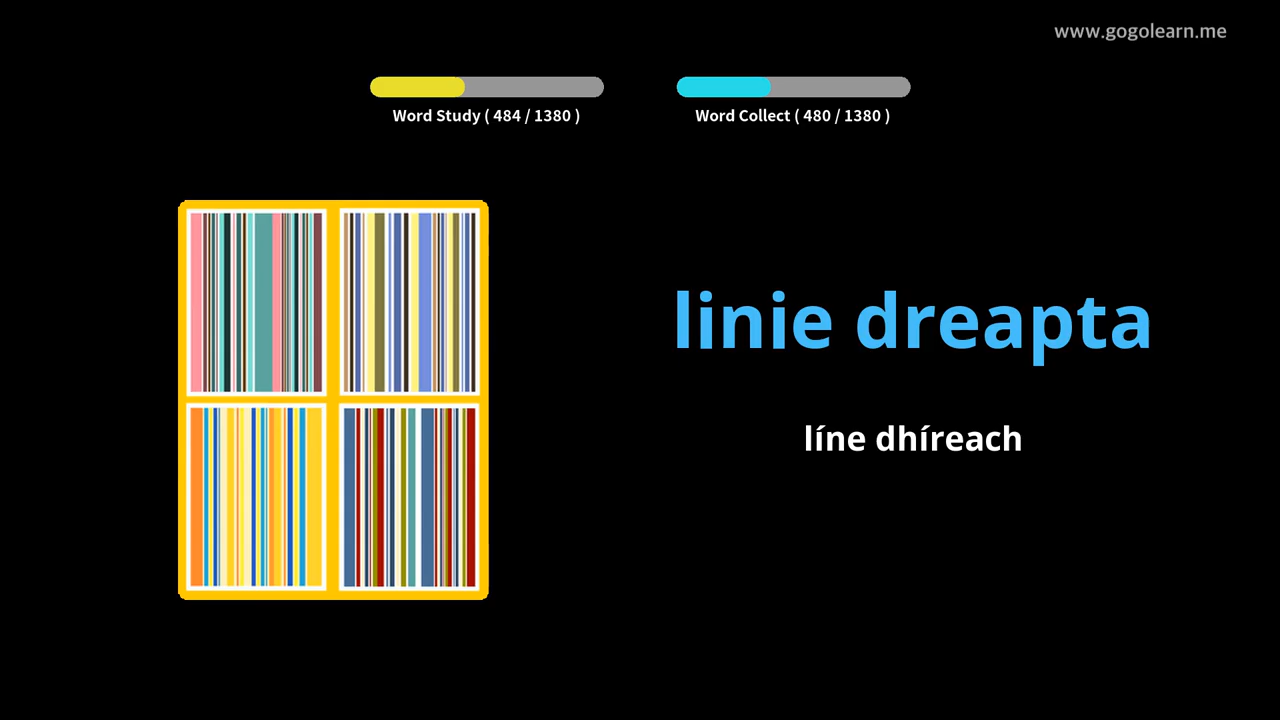 www.gogolearn.me
Word Study ( 484 / 1380 )
Word Collect ( 480 / 1380 )
linie dreapta
líne dhíreach